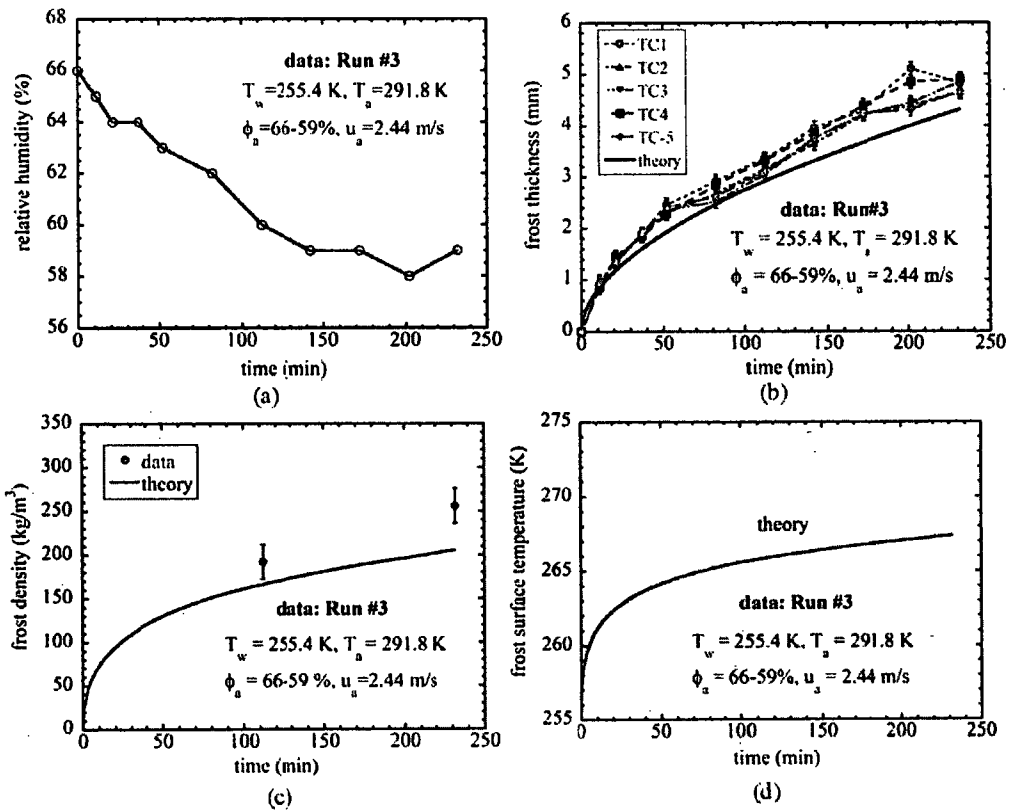 68
66
64
62
60
58
56
relative humidity (%)
data: Run #3
T_w=255.4 K, T_a=291.8 K
ϕ_a=66-59%, u_a=2.44 m/s
0 50 100 150 200 250
time (min)
(a)
6
5
4
3
2
1
0
frost thickness (mm)
TC1
TC2
TC3
TC4
TC-5
theory
data: Run#3
T_w = 255.4 K, T_a = 291.8 K
ϕ_a = 66-59%, u_a = 2.44 m/s
0 50 100 150 200 250
time (min)
(b)
350
300
250
200
150
100
50
0
frost density (kg/m³)
data
theory
data: Run #3
T_w = 255.4 K, T_a = 291.8 K
ϕ_a = 66-59 %, u_a=2.44 m/s
0 50 100 150 200 250
time (min)
(c)
275
270
265
260
255
frost surface temperature (K)
theory
data: Run #3
T_w = 255.4 K, T_a = 291.8 K
ϕ_a = 66-59%, u_a = 2.44 m/s
0 50 100 150 200 250
time (min)
(d)